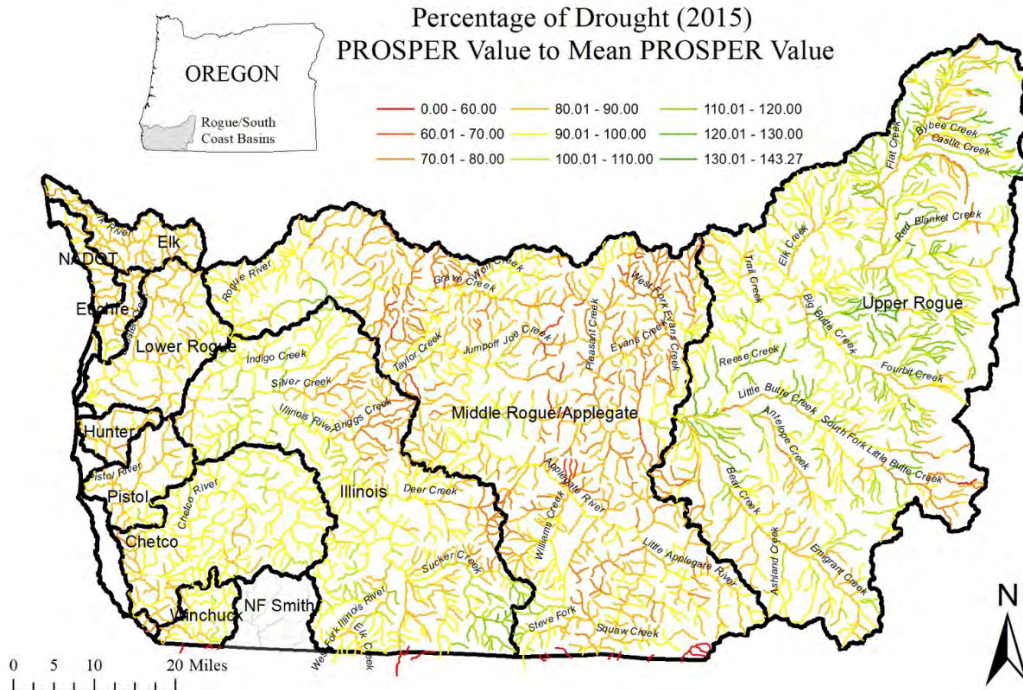 Percentage of Drought (2015)
PROSPER Value to Mean PROSPER Value
OREGON
Rogue/South
Coast Basins
0.00 - 60.00
80.01 - 90.00
110.01 - 120.00
60.01 - 70.00
90.01 - 100.00
120.01 - 130.00
70.01 - 80.00
100.01 - 110.00
130.01 - 143.27
Bybee Creek
Castle Creek
Flat Creek
Red Blanket Creek
Elk Creek
Trail Creek
Upper Rogue
Big Butte Creek
Fourbit Creek
Reese Creek
Little Butte Creek
Antelope Creek
South Fork Little Butte Creek
Bear Creek
Ashland Creek
Emigrant Creek
Elk
Rogue River
Lower Rogue
Wolf Creek
Grave Creek
West Fork Evans Creek
Pleasant Creek
Evans Creek
Jumpoff Joe Creek
Taylor Creek
Middle Rogue/Applegate
Indigo Creek
Silver Creek
Illinois River
Briggs Creek
Hunter
Pistol River
Pistol
Chetco River
Chetco
Illinois
Deer Creek
Applegate River
Williams Creek
Little Applegate River
Sucker Creek
Winchuck
NF Smith
West Fork Illinois River
Elk Creek
Steve Fork
Squaw Creek
N
0 5 10 20 Miles